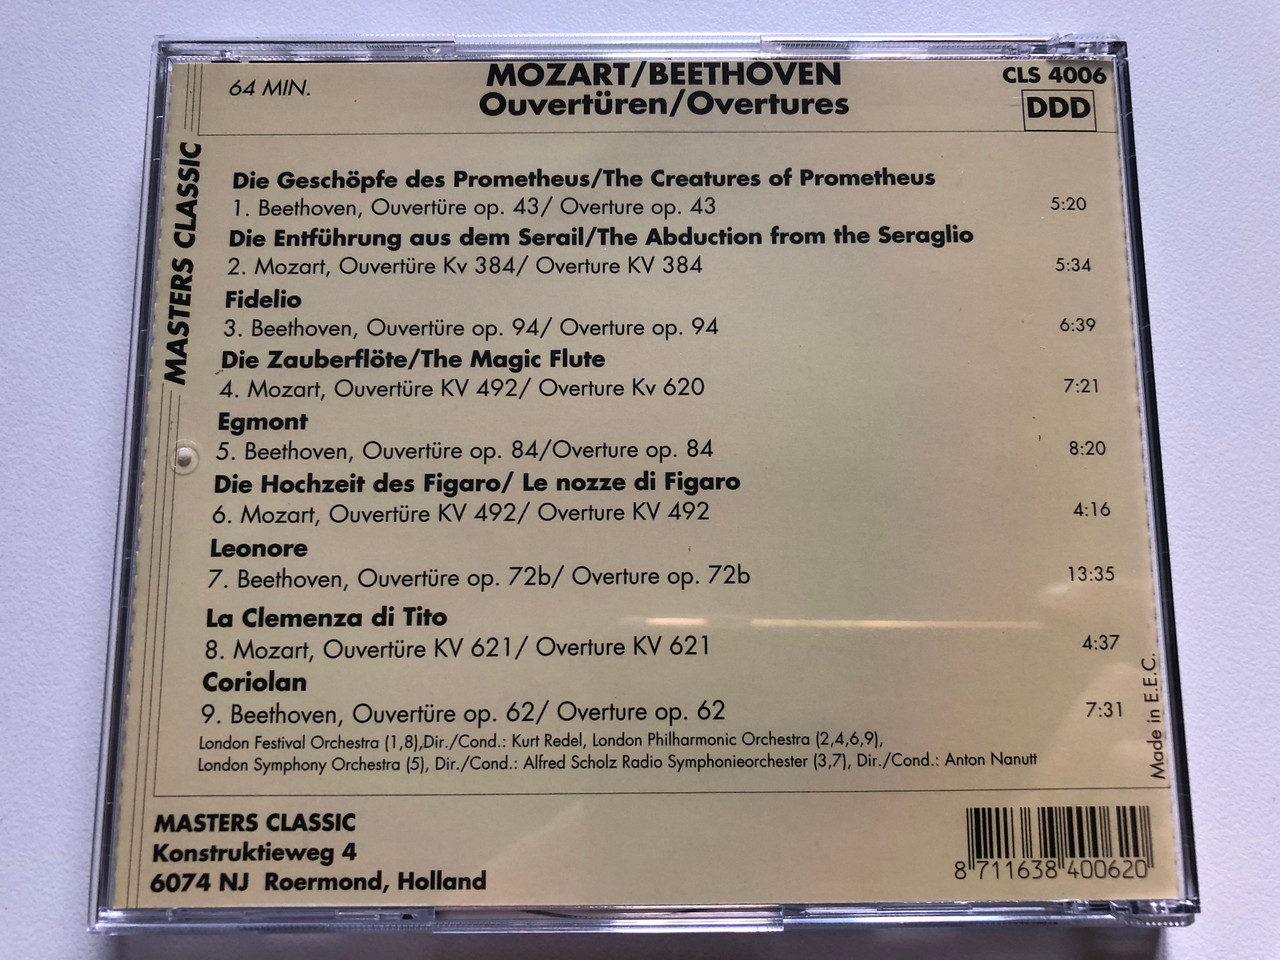 64 MIN.
MOZART/BEETHOVEN
Ouvertüren/Overtures
CLS 4006
DDD
MASTERS CLASSIC
Die Geschöpfe des Prometheus/The Creatures of Prometheus
1. Beethoven, Ouvertüre op. 43/ Overture op. 43 5:20
Die Entführung aus dem Serail/The Abduction from the Seraglio
2. Mozart, Ouvertüre Kv 384/ Overture KV 384 5:34
Fidelio
3. Beethoven, Ouvertüre op. 94/ Overture op. 94 6:39
Die Zauberflöte/The Magic Flute
4. Mozart, Ouvertüre KV 492/ Overture Kv 620 7:21
Egmont
5. Beethoven, Ouvertüre op. 84/Overture op. 84 8:20
Die Hochzeit des Figaro/ Le nozze di Figaro
6. Mozart, Ouvertüre KV 492/ Overture KV 492 4:16
Leonore
7. Beethoven, Ouvertüre op. 72b/ Overture op. 72b 13:35
La Clemenza di Tito
8. Mozart, Ouvertüre KV 621/ Overture KV 621 4:37
Coriolan
9. Beethoven, Ouvertüre op. 62/ Overture op. 62 7:31
London Festival Orchestra (1,8),Dir./Cond.: Kurt Redel, London Philharmonic Orchestra (2,4,6,9),
London Symphony Orchestra (5), Dir./Cond.: Alfred Scholz Radio Symphonieorchester (3,7), Dir./Cond.: Anton Nanutt
Made in E.E.C.
MASTERS CLASSIC
Konstruktieweg 4
6074 NJ Roermond, Holland
8 711638 400620